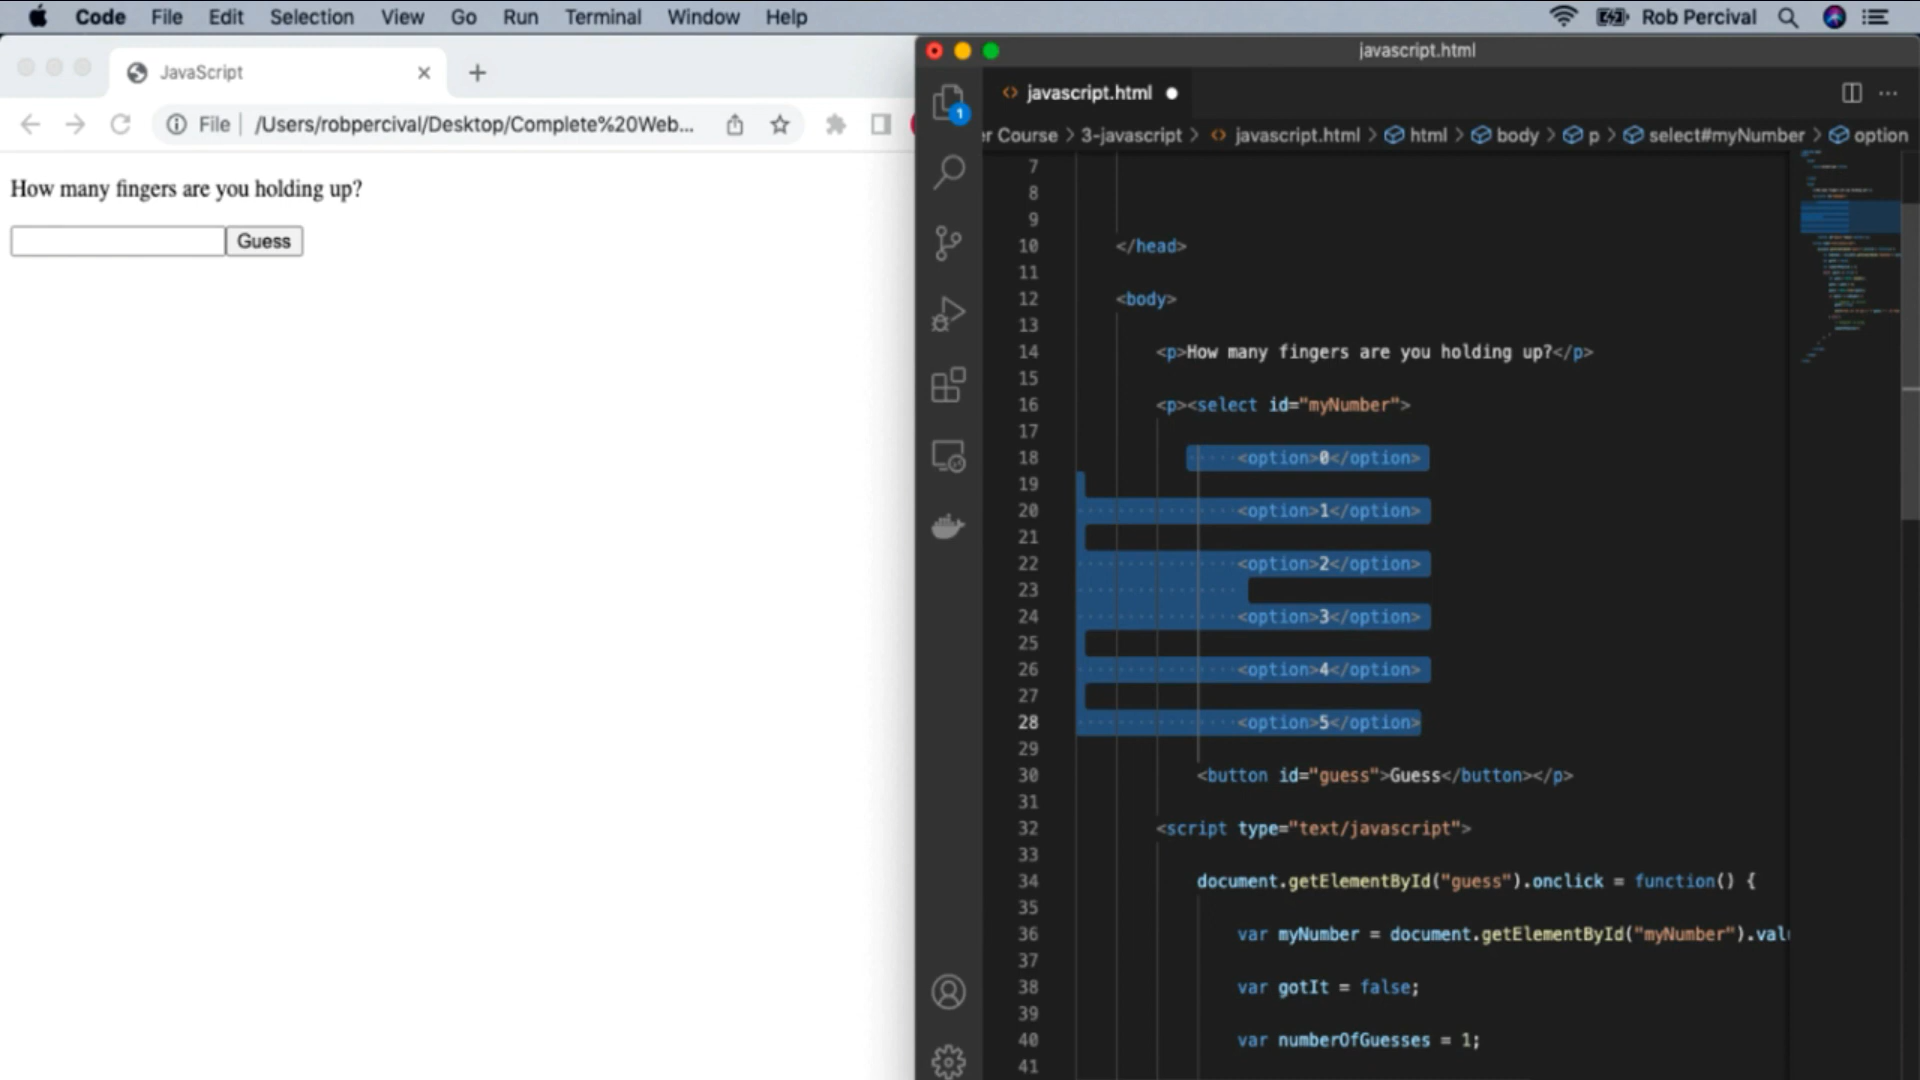 Code File Edit Selection View Go Run Terminal Window Help Rob Percival
JavaScript
File /Users/robpercival/Desktop/Complete%20Web...
How many fingers are you holding up?
Guess
javascript.html
1
javascript.html
r Course > 3-javascript > javascript.html > html > body > p > select#myNumber > option
7
8
9
10 </head>
11
12 <body>
13
14 <p>How many fingers are you holding up?</p>
15
16 <p><select id="myNumber">
17
18 <option>0</option>
19
20 <option>1</option>
21
22 <option>2</option>
23
24 <option>3</option>
25
26 <option>4</option>
27
28 <option>5</option>
29
30 <button id="guess">Guess</button></p>
31
32 <script type="text/javascript">
33
34 document.getElementById("guess").onclick = function() {
35
36 var myNumber = document.getElementById("myNumber").val
37
38 var gotIt = false;
39
40 var numberOfGuesses = 1;
41